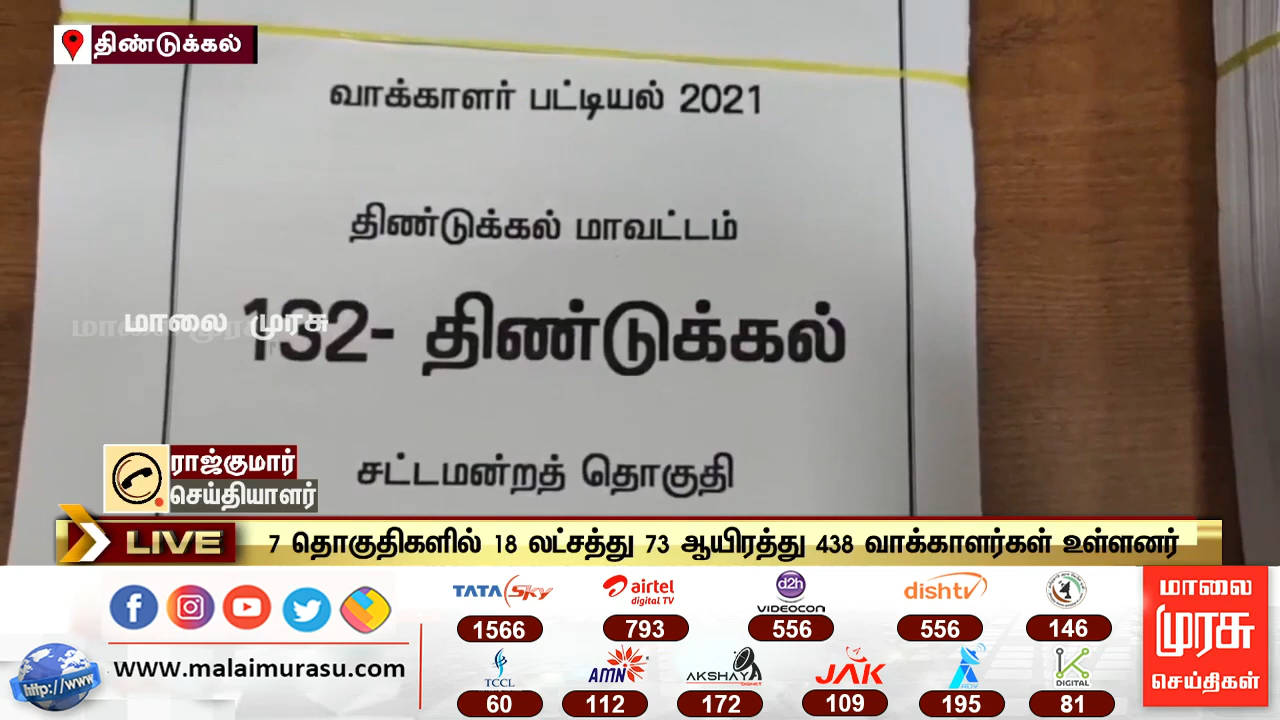 திண்டுக்கல்
வாக்காளர் பட்டியல் 2021
திண்டுக்கல் மாவட்டம்
மாலை முரசு
132- திண்டுக்கல்
சட்டமன்றத் தொகுதி
ராஜ்குமார்
செய்தியாளர்
LIVE
7 தொகுதிகளில் 18 லட்சத்து 73 ஆயிரத்து 438 வாக்காளர்கள் உள்ளனர்
TATA Sky
1566
airtel
digital TV
793
d2h
VIDEOCON
556
dishtv
556
146
http://www
www.malaimurasu.com
TCCL
60
AMN
112
AKSHAYA
172
JAK
109
195
K
DIGITAL
81
மாலை
முரசு
செய்திகள்